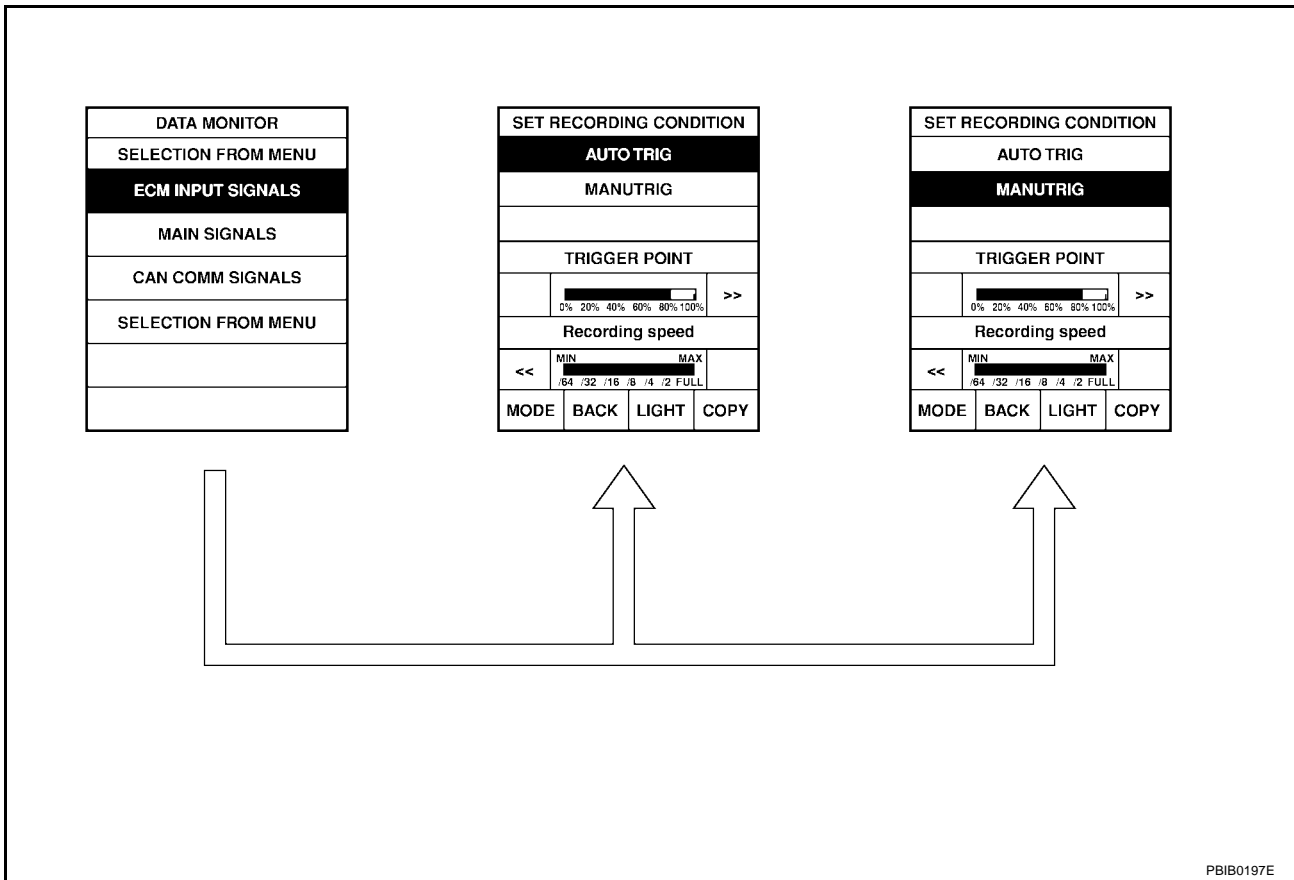 DATA MONITOR
SELECTION FROM MENU
ECM INPUT SIGNALS
MAIN SIGNALS
CAN COMM SIGNALS
SELECTION FROM MENU
SET RECORDING CONDITION
AUTO TRIG
MANUTRIG
TRIGGER POINT
>>
0% 20% 40% 60% 80% 100%
Recording speed
MIN MAX
<<
/64 /32 /16 /8 /4 /2 FULL
MODE BACK LIGHT COPY
SET RECORDING CONDITION
AUTO TRIG
MANUTRIG
TRIGGER POINT
>>
0% 20% 40% 60% 80% 100%
Recording speed
MIN MAX
<<
/64 /32 /16 /8 /4 /2 FULL
MODE BACK LIGHT COPY
PBIB0197E